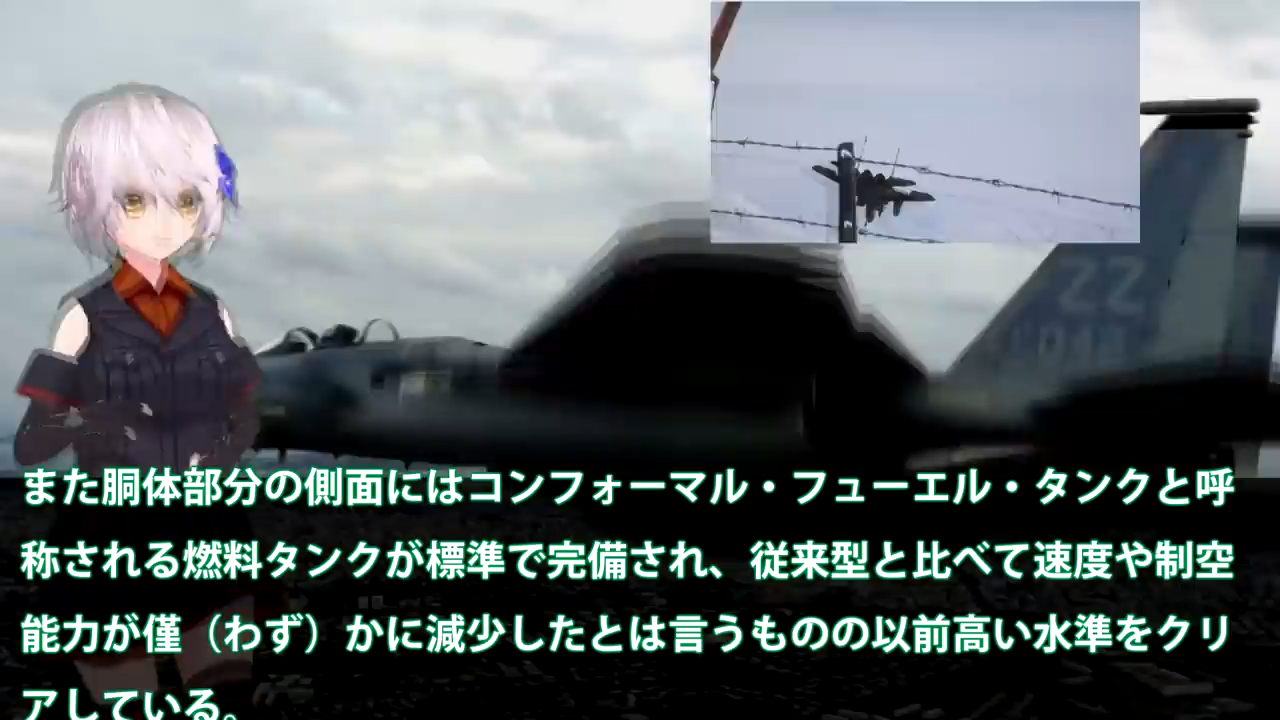 ZZ
また胴体部分の側面にはコンフォーマル・フューエル・タンクと呼
称される燃料タンクが標準で完備され、従来型と比べて速度や制空
能力が僅（わず）かに減少したとは言うものの以前高い水準をクリ
アしている。